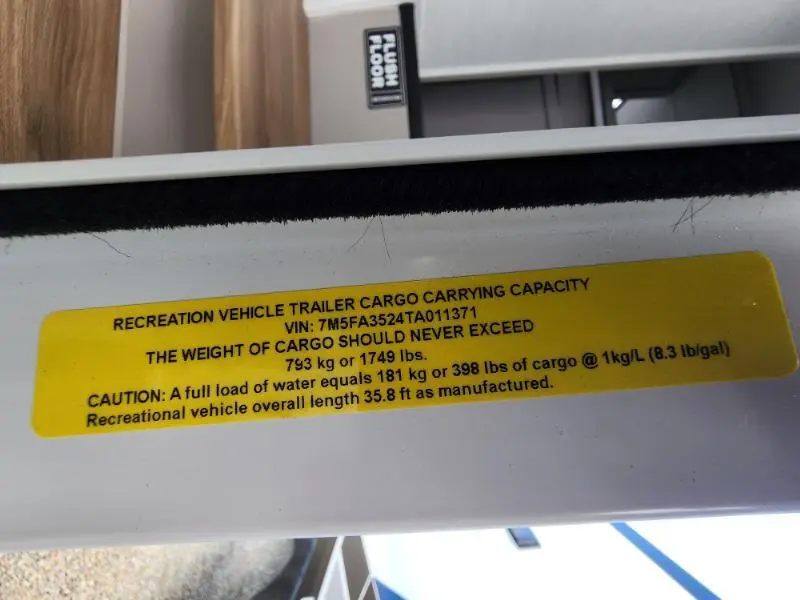 FLUSH
FLOOR
RECREATION VEHICLE TRAILER CARGO CARRYING CAPACITY
VIN: 7M5FA3524TA011371
THE WEIGHT OF CARGO SHOULD NEVER EXCEED
793 kg or 1749 lbs.
CAUTION: A full load of water equals 181 kg or 398 lbs of cargo @ 1kg/L (8.3 lb/gal)
Recreational vehicle overall length 35.8 ft as manufactured.